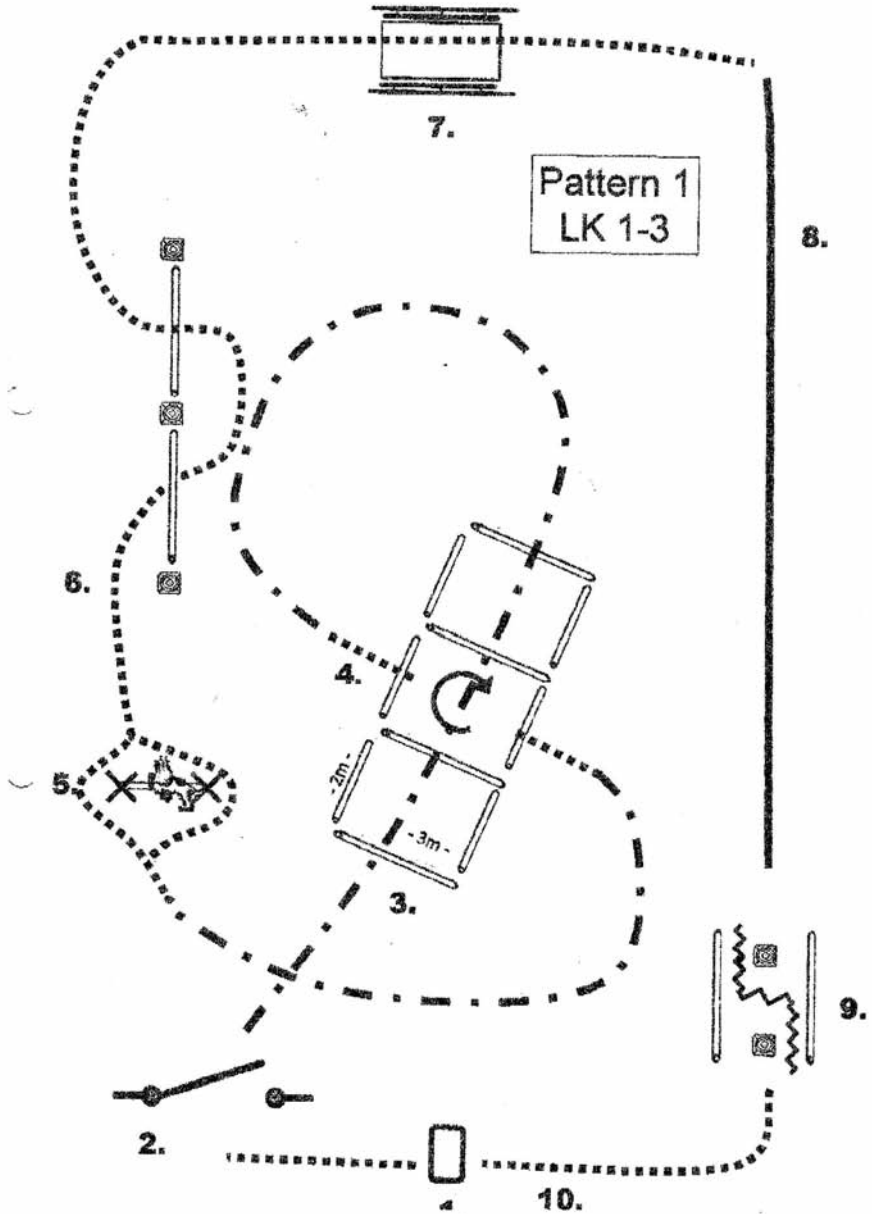 7.
Pattern 1
LK 1-3
8.
6.
4.
5.
- 2m -
- 3m -
3.
9.
2.
10.